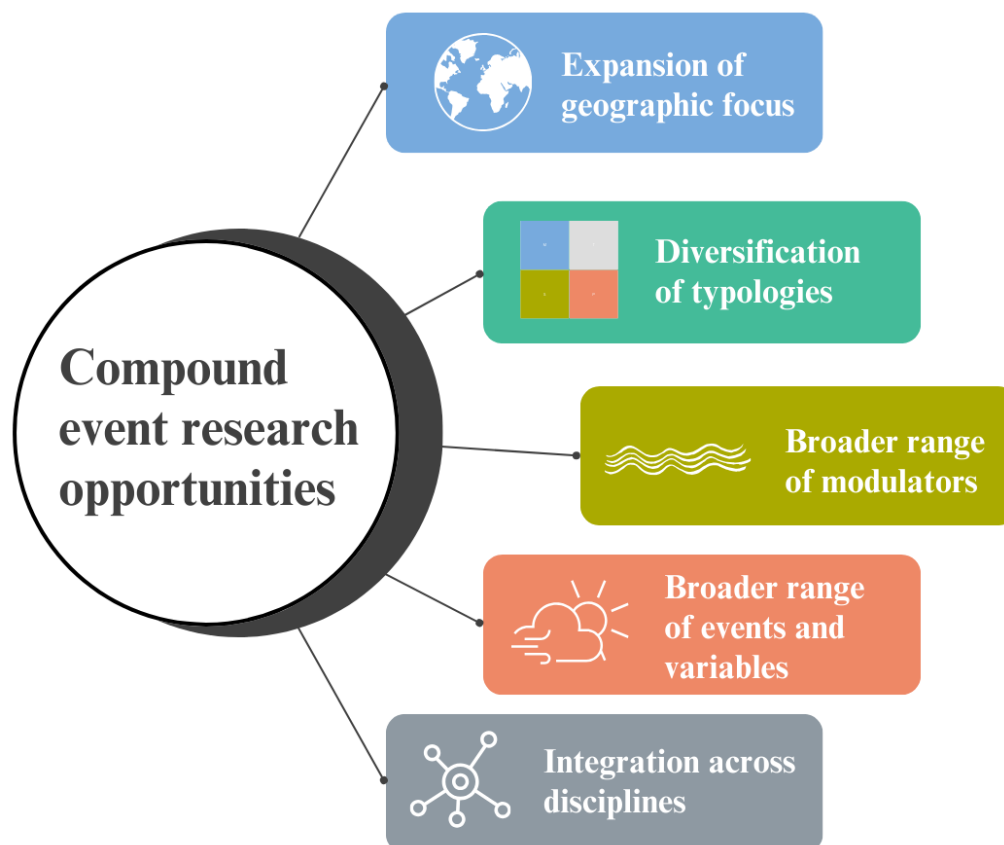 Expansion of
geographic focus
Diversification
of typologies
Compound
event research
opportunities
Broader range
of modulators
Broader range
of events and
variables
Integration across
disciplines